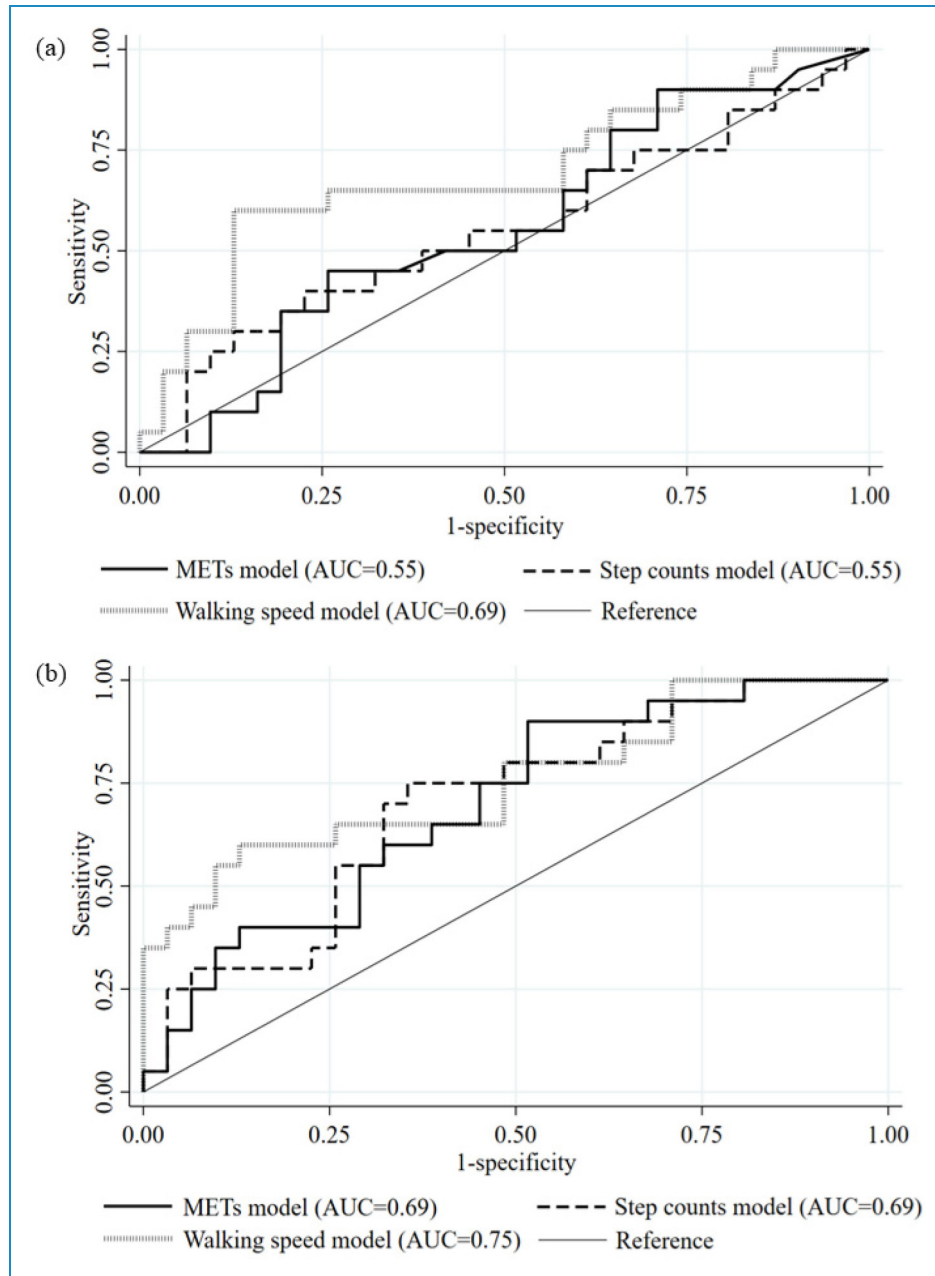 (a)
1.00
0.75
0.50
0.25
0.00
Sensitivity
0.00 0.25 0.50 0.75 1.00
1-specificity
METs model (AUC=0.55) Step counts model (AUC=0.55)
Walking speed model (AUC=0.69) Reference
(b)
1.00
0.75
0.50
0.25
0.00
Sensitivity
0.00 0.25 0.50 0.75 1.00
1-specificity
METs model (AUC=0.69) Step counts model (AUC=0.69)
Walking speed model (AUC=0.75) Reference